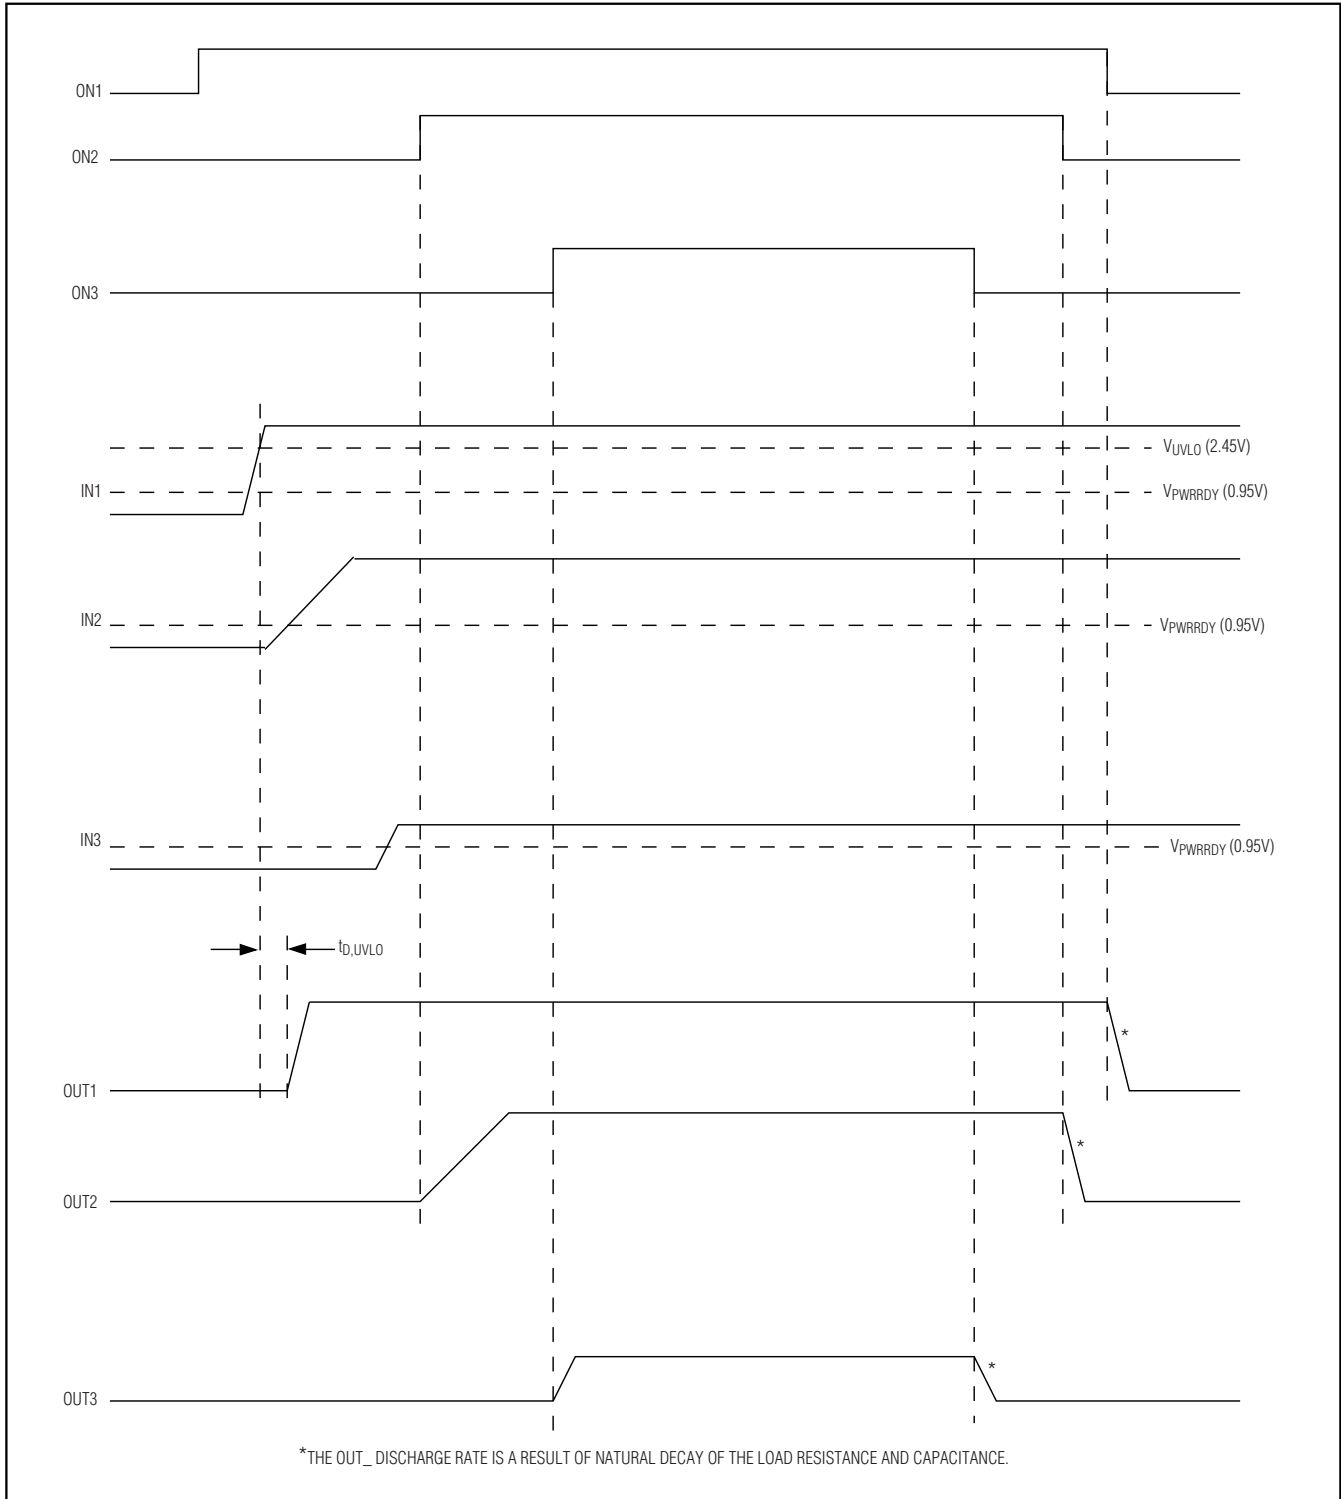 ON1
ON2
ON3
VUVLO (2.45V)
IN1
VPWRRDY (0.95V)
IN2
VPWRRDY (0.95V)
IN3
VPWRRDY (0.95V)
tD,UVLO
*
OUT1
*
OUT2
*
OUT3
*THE OUT_ DISCHARGE RATE IS A RESULT OF NATURAL DECAY OF THE LOAD RESISTANCE AND CAPACITANCE.